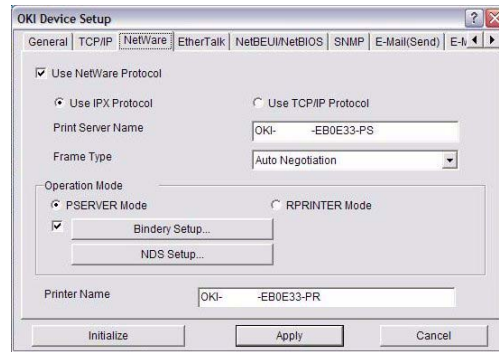 OKI Device Setup
General TCP/IP NetWare EtherTalk NetBEUI/NetBIOS SNMP E-Mail(Send) E-M
Use NetWare Protocol
Use IPX Protocol Use TCP/IP Protocol
Print Server Name OKI- -EB0E33-PS
Frame Type Auto Negotiation
Operation Mode
PSERVER Mode RPRINTER Mode
Bindery Setup...
NDS Setup...
Printer Name OKI- -EB0E33-PR
Initialize Apply Cancel